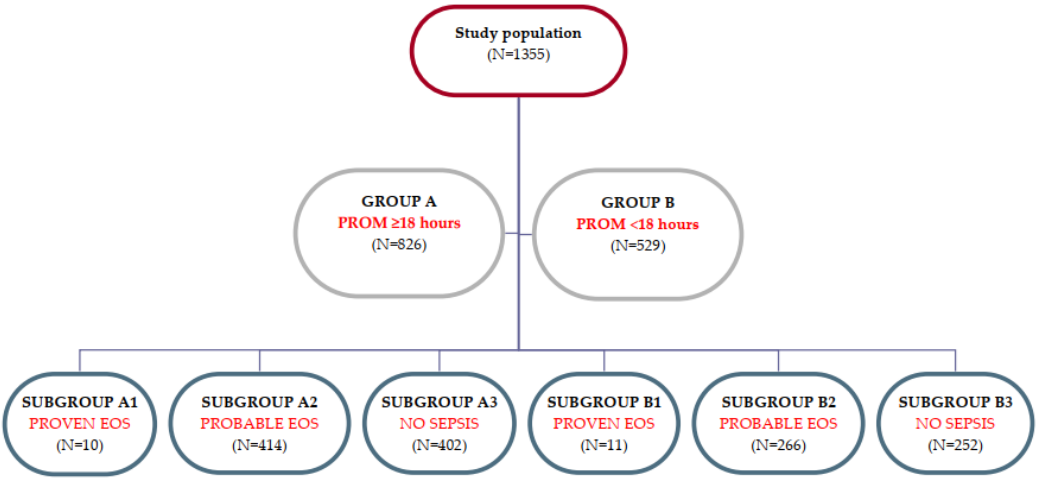 Study population
(N=1355)
GROUP A
PROM ≥18 hours
(N=826)
GROUP B
PROM <18 hours
(N=529)
SUBGROUP A1
PROVEN EOS
(N=10)
SUBGROUP A2
PROBABLE EOS
(N=414)
SUBGROUP A3
NO SEPSIS
(N=402)
SUBGROUP B1
PROVEN EOS
(N=11)
SUBGROUP B2
PROBABLE EOS
(N=266)
SUBGROUP B3
NO SEPSIS
(N=252)